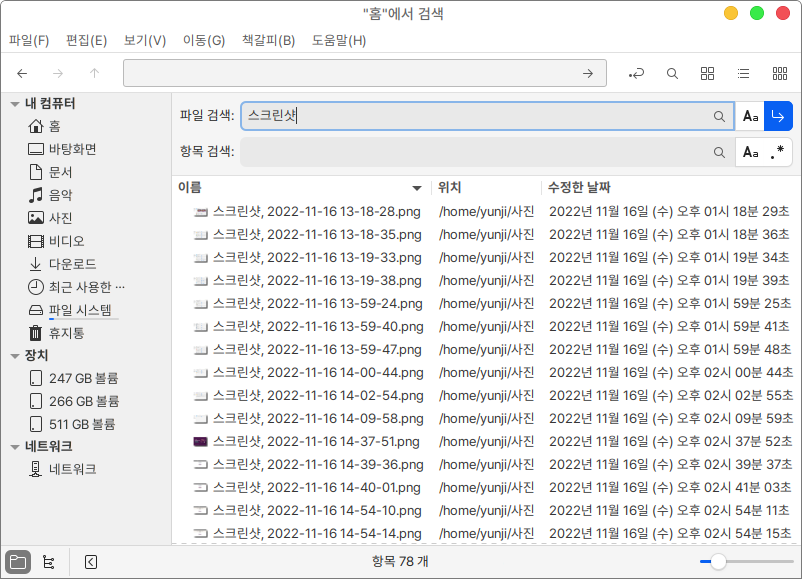 "홈"에서 검색
파일(F) 편집(E) 보기(V) 이동(G) 책갈피(B) 도움말(H)
내 컴퓨터
홈
바탕화면
문서
음악
사진
비디오
다운로드
최근 사용한 …
파일 시스템
휴지통
장치
247 GB 볼륨
266 GB 볼륨
511 GB 볼륨
네트워크
네트워크
파일 검색: 스크린샷 Aa
항목 검색: Aa .*
이름 위치 수정한 날짜
스크린샷, 2022-11-16 13-18-28.png /home/yunji/사진 2022년 11월 16일 (수) 오후 01시 18분 29초
스크린샷, 2022-11-16 13-18-35.png /home/yunji/사진 2022년 11월 16일 (수) 오후 01시 18분 36초
스크린샷, 2022-11-16 13-19-33.png /home/yunji/사진 2022년 11월 16일 (수) 오후 01시 19분 34초
스크린샷, 2022-11-16 13-19-38.png /home/yunji/사진 2022년 11월 16일 (수) 오후 01시 19분 39초
스크린샷, 2022-11-16 13-59-24.png /home/yunji/사진 2022년 11월 16일 (수) 오후 01시 59분 25초
스크린샷, 2022-11-16 13-59-40.png /home/yunji/사진 2022년 11월 16일 (수) 오후 01시 59분 41초
스크린샷, 2022-11-16 13-59-47.png /home/yunji/사진 2022년 11월 16일 (수) 오후 01시 59분 48초
스크린샷, 2022-11-16 14-00-44.png /home/yunji/사진 2022년 11월 16일 (수) 오후 02시 00분 44초
스크린샷, 2022-11-16 14-02-54.png /home/yunji/사진 2022년 11월 16일 (수) 오후 02시 02분 55초
스크린샷, 2022-11-16 14-09-58.png /home/yunji/사진 2022년 11월 16일 (수) 오후 02시 09분 59초
스크린샷, 2022-11-16 14-37-51.png /home/yunji/사진 2022년 11월 16일 (수) 오후 02시 37분 52초
스크린샷, 2022-11-16 14-39-36.png /home/yunji/사진 2022년 11월 16일 (수) 오후 02시 39분 37초
스크린샷, 2022-11-16 14-40-01.png /home/yunji/사진 2022년 11월 16일 (수) 오후 02시 41분 03초
스크린샷, 2022-11-16 14-54-10.png /home/yunji/사진 2022년 11월 16일 (수) 오후 02시 54분 11초
스크린샷, 2022-11-16 14-54-14.png /home/yunji/사진 2022년 11월 16일 (수) 오후 02시 54분 15초
항목 78 개